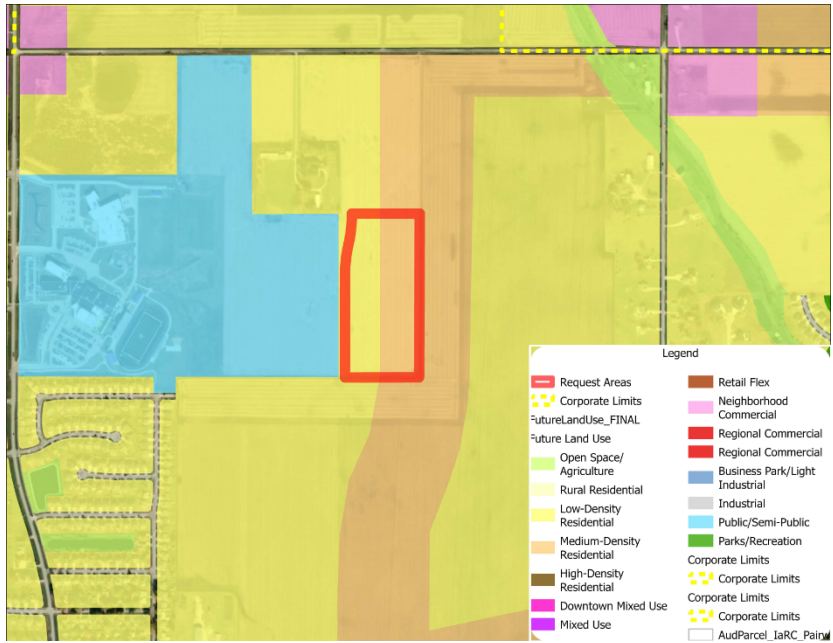 Legend
Request Areas
Corporate Limits
FutureLandUse_FINAL
Future Land Use
Open Space/
Agriculture
Rural Residential
Low-Density
Residential
Medium-Density
Residential
High-Density
Residential
Downtown Mixed Use
Mixed Use
Retail Flex
Neighborhood
Commercial
Regional Commercial
Regional Commercial
Business Park/Light
Industrial
Industrial
Public/Semi-Public
Parks/Recreation
Corporate Limits
Corporate Limits
Corporate Limits
Corporate Limits